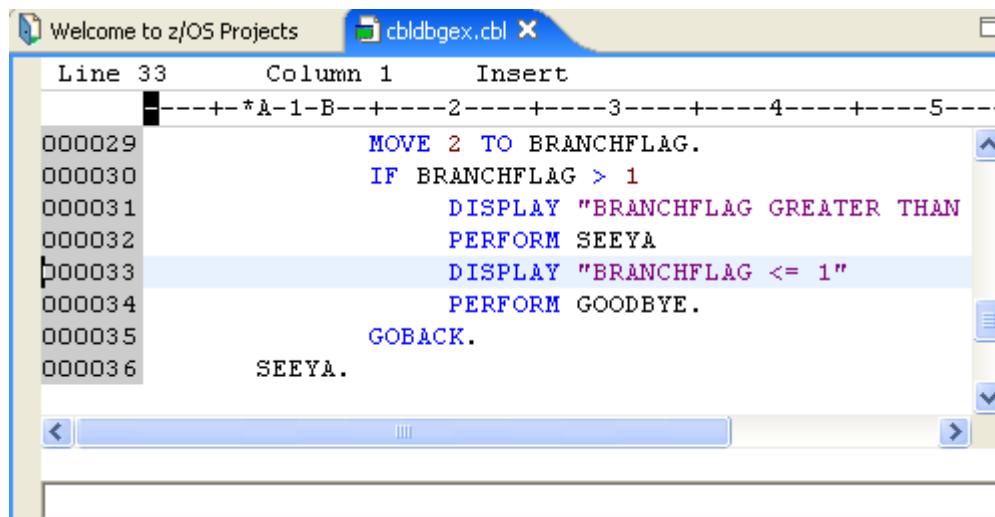 Welcome to z/OS Projects cbldbgex.cbl
Line 33 Column 1 Insert
----+-*A-1-B--+----2----+----3----+----4----+----5---
000029 MOVE 2 TO BRANCHFLAG.
000030 IF BRANCHFLAG > 1
000031 DISPLAY "BRANCHFLAG GREATER THAN
000032 PERFORM SEEYA
000033 DISPLAY "BRANCHFLAG <= 1"
000034 PERFORM GOODBYE.
000035 GOBACK.
000036 SEEYA.